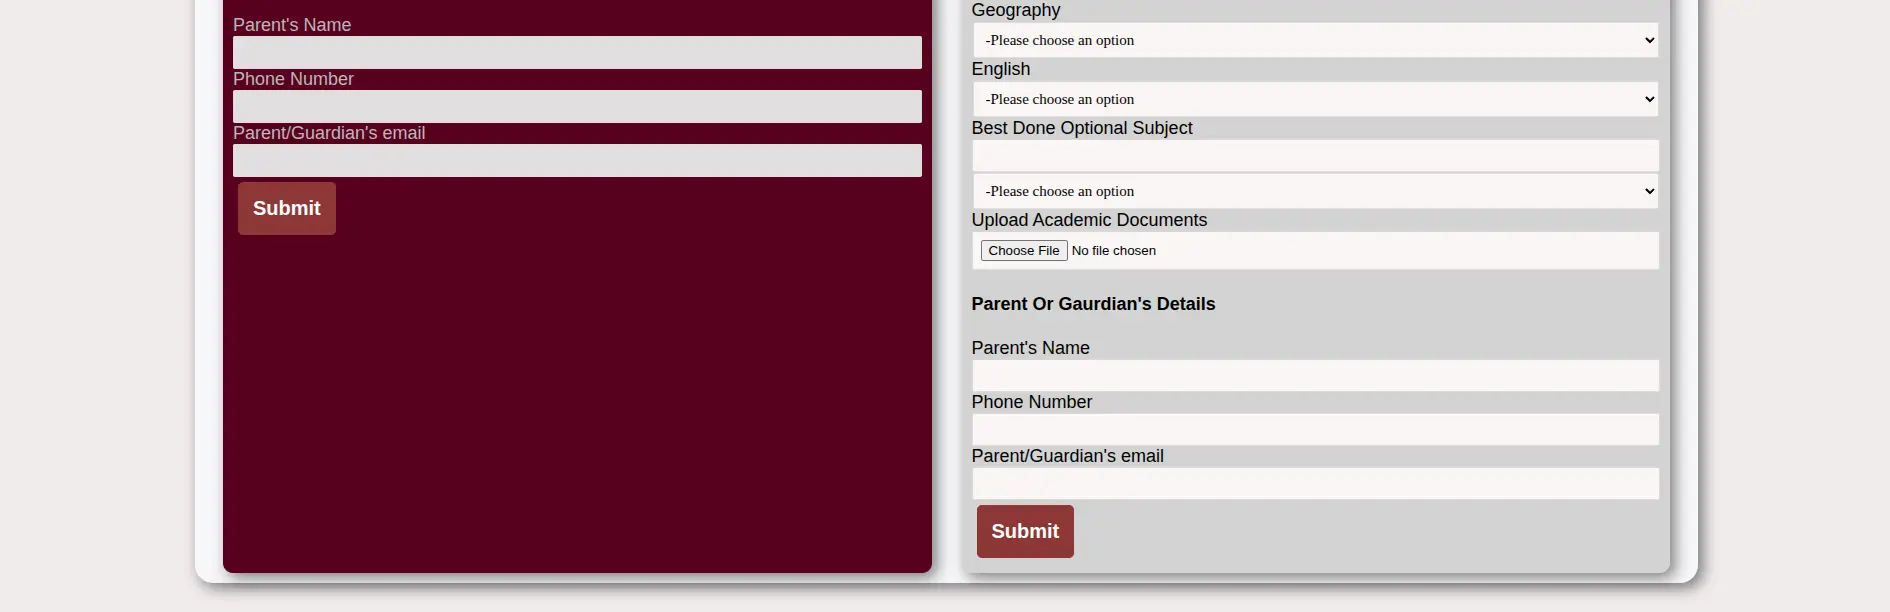 Parent's Name
Phone Number
Parent/Guardian's email
Submit
Geography
-Please choose an option
English
-Please choose an option
Best Done Optional Subject
-Please choose an option
Upload Academic Documents
Choose File No file chosen
Parent Or Gaurdian's Details
Parent's Name
Phone Number
Parent/Guardian's email
Submit